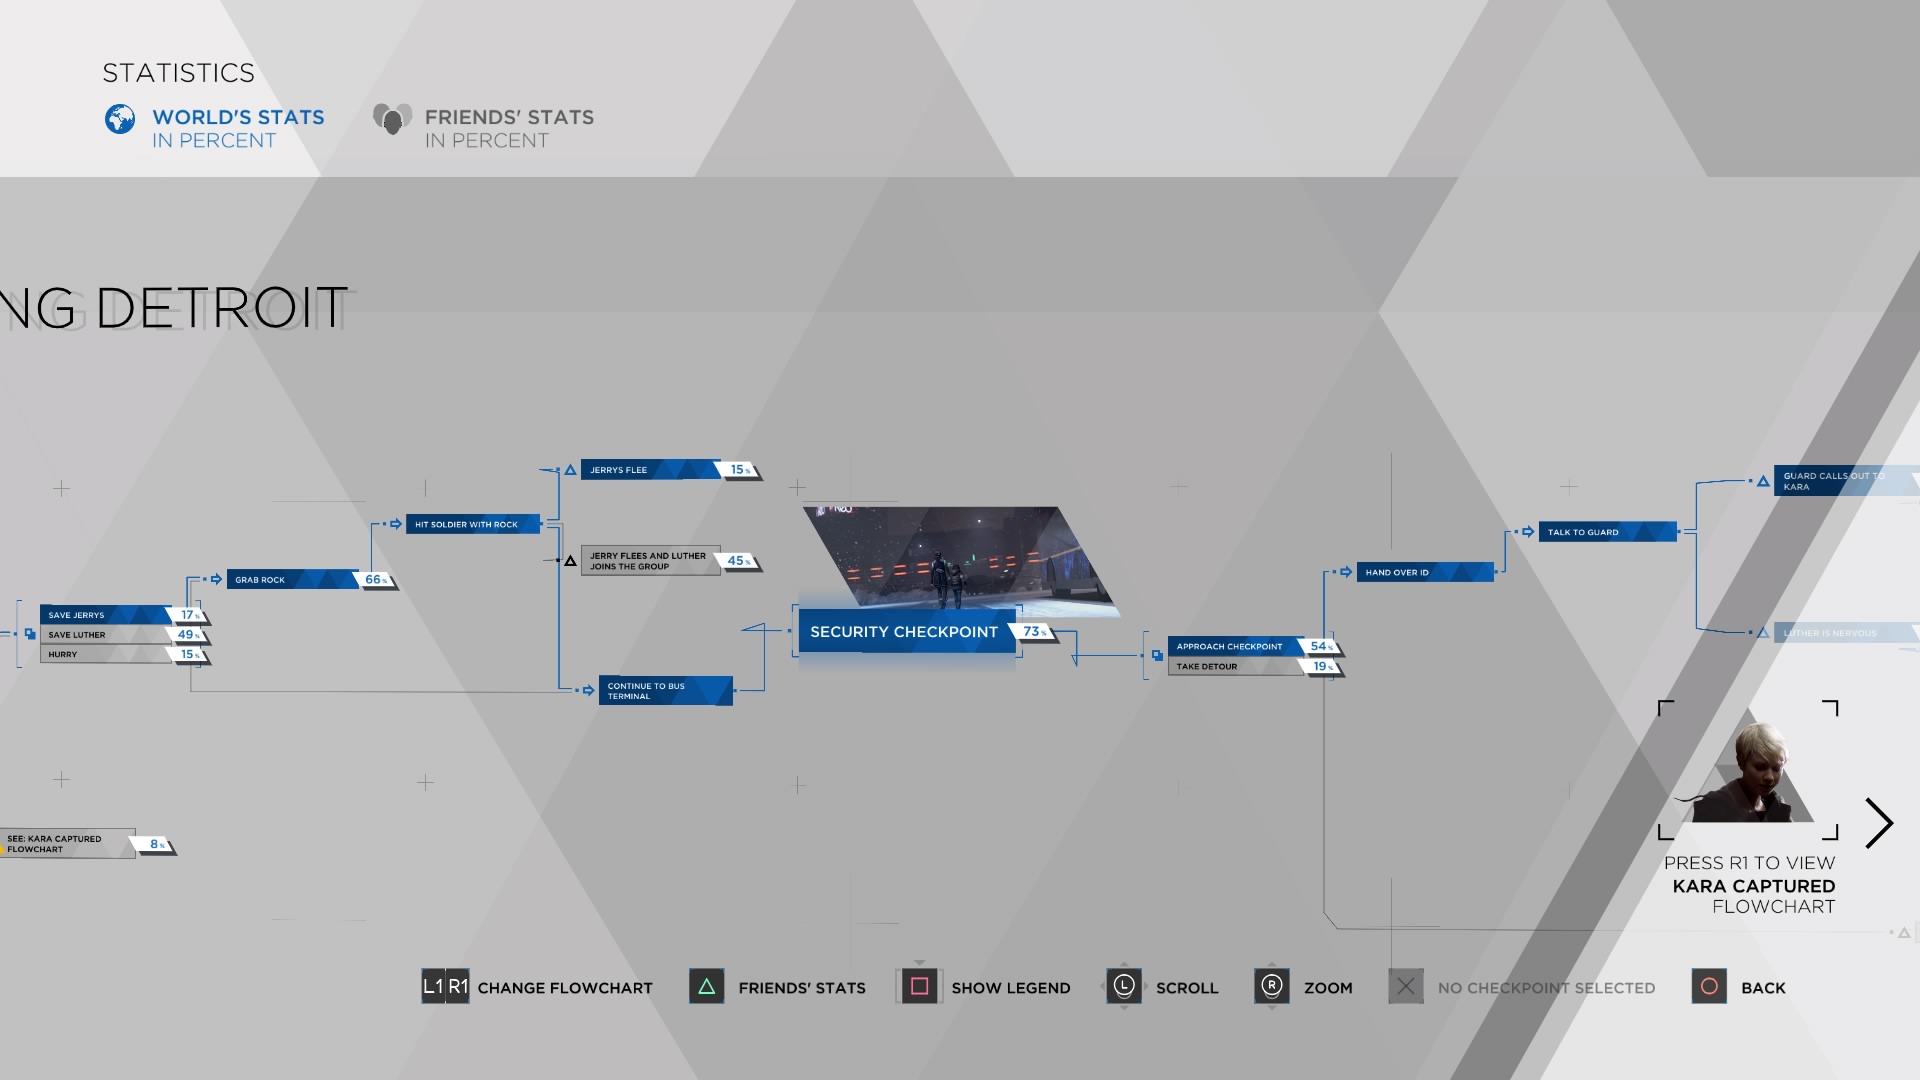 STATISTICS
WORLD'S STATS
IN PERCENT
FRIENDS' STATS
IN PERCENT
NG DETROIT
SAVE JERRYS 17%
SAVE LUTHER 49%
HURRY 15%
GRAB ROCK 66%
HIT SOLDIER WITH ROCK
JERRYS FLEE 15%
JERRY FLEES AND LUTHER
JOINS THE GROUP 45%
CONTINUE TO BUS
TERMINAL
SECURITY CHECKPOINT 73%
APPROACH CHECKPOINT 54%
TAKE DETOUR 19%
HAND OVER ID
TALK TO GUARD
GUARD CALLS OUT TO
KARA
LUTHER IS NERVOUS
SEE: KARA CAPTURED
FLOWCHART 8%
PRESS R1 TO VIEW
KARA CAPTURED
FLOWCHART
L1 R1 CHANGE FLOWCHART
FRIENDS' STATS
SHOW LEGEND
L SCROLL
R ZOOM
NO CHECKPOINT SELECTED
BACK